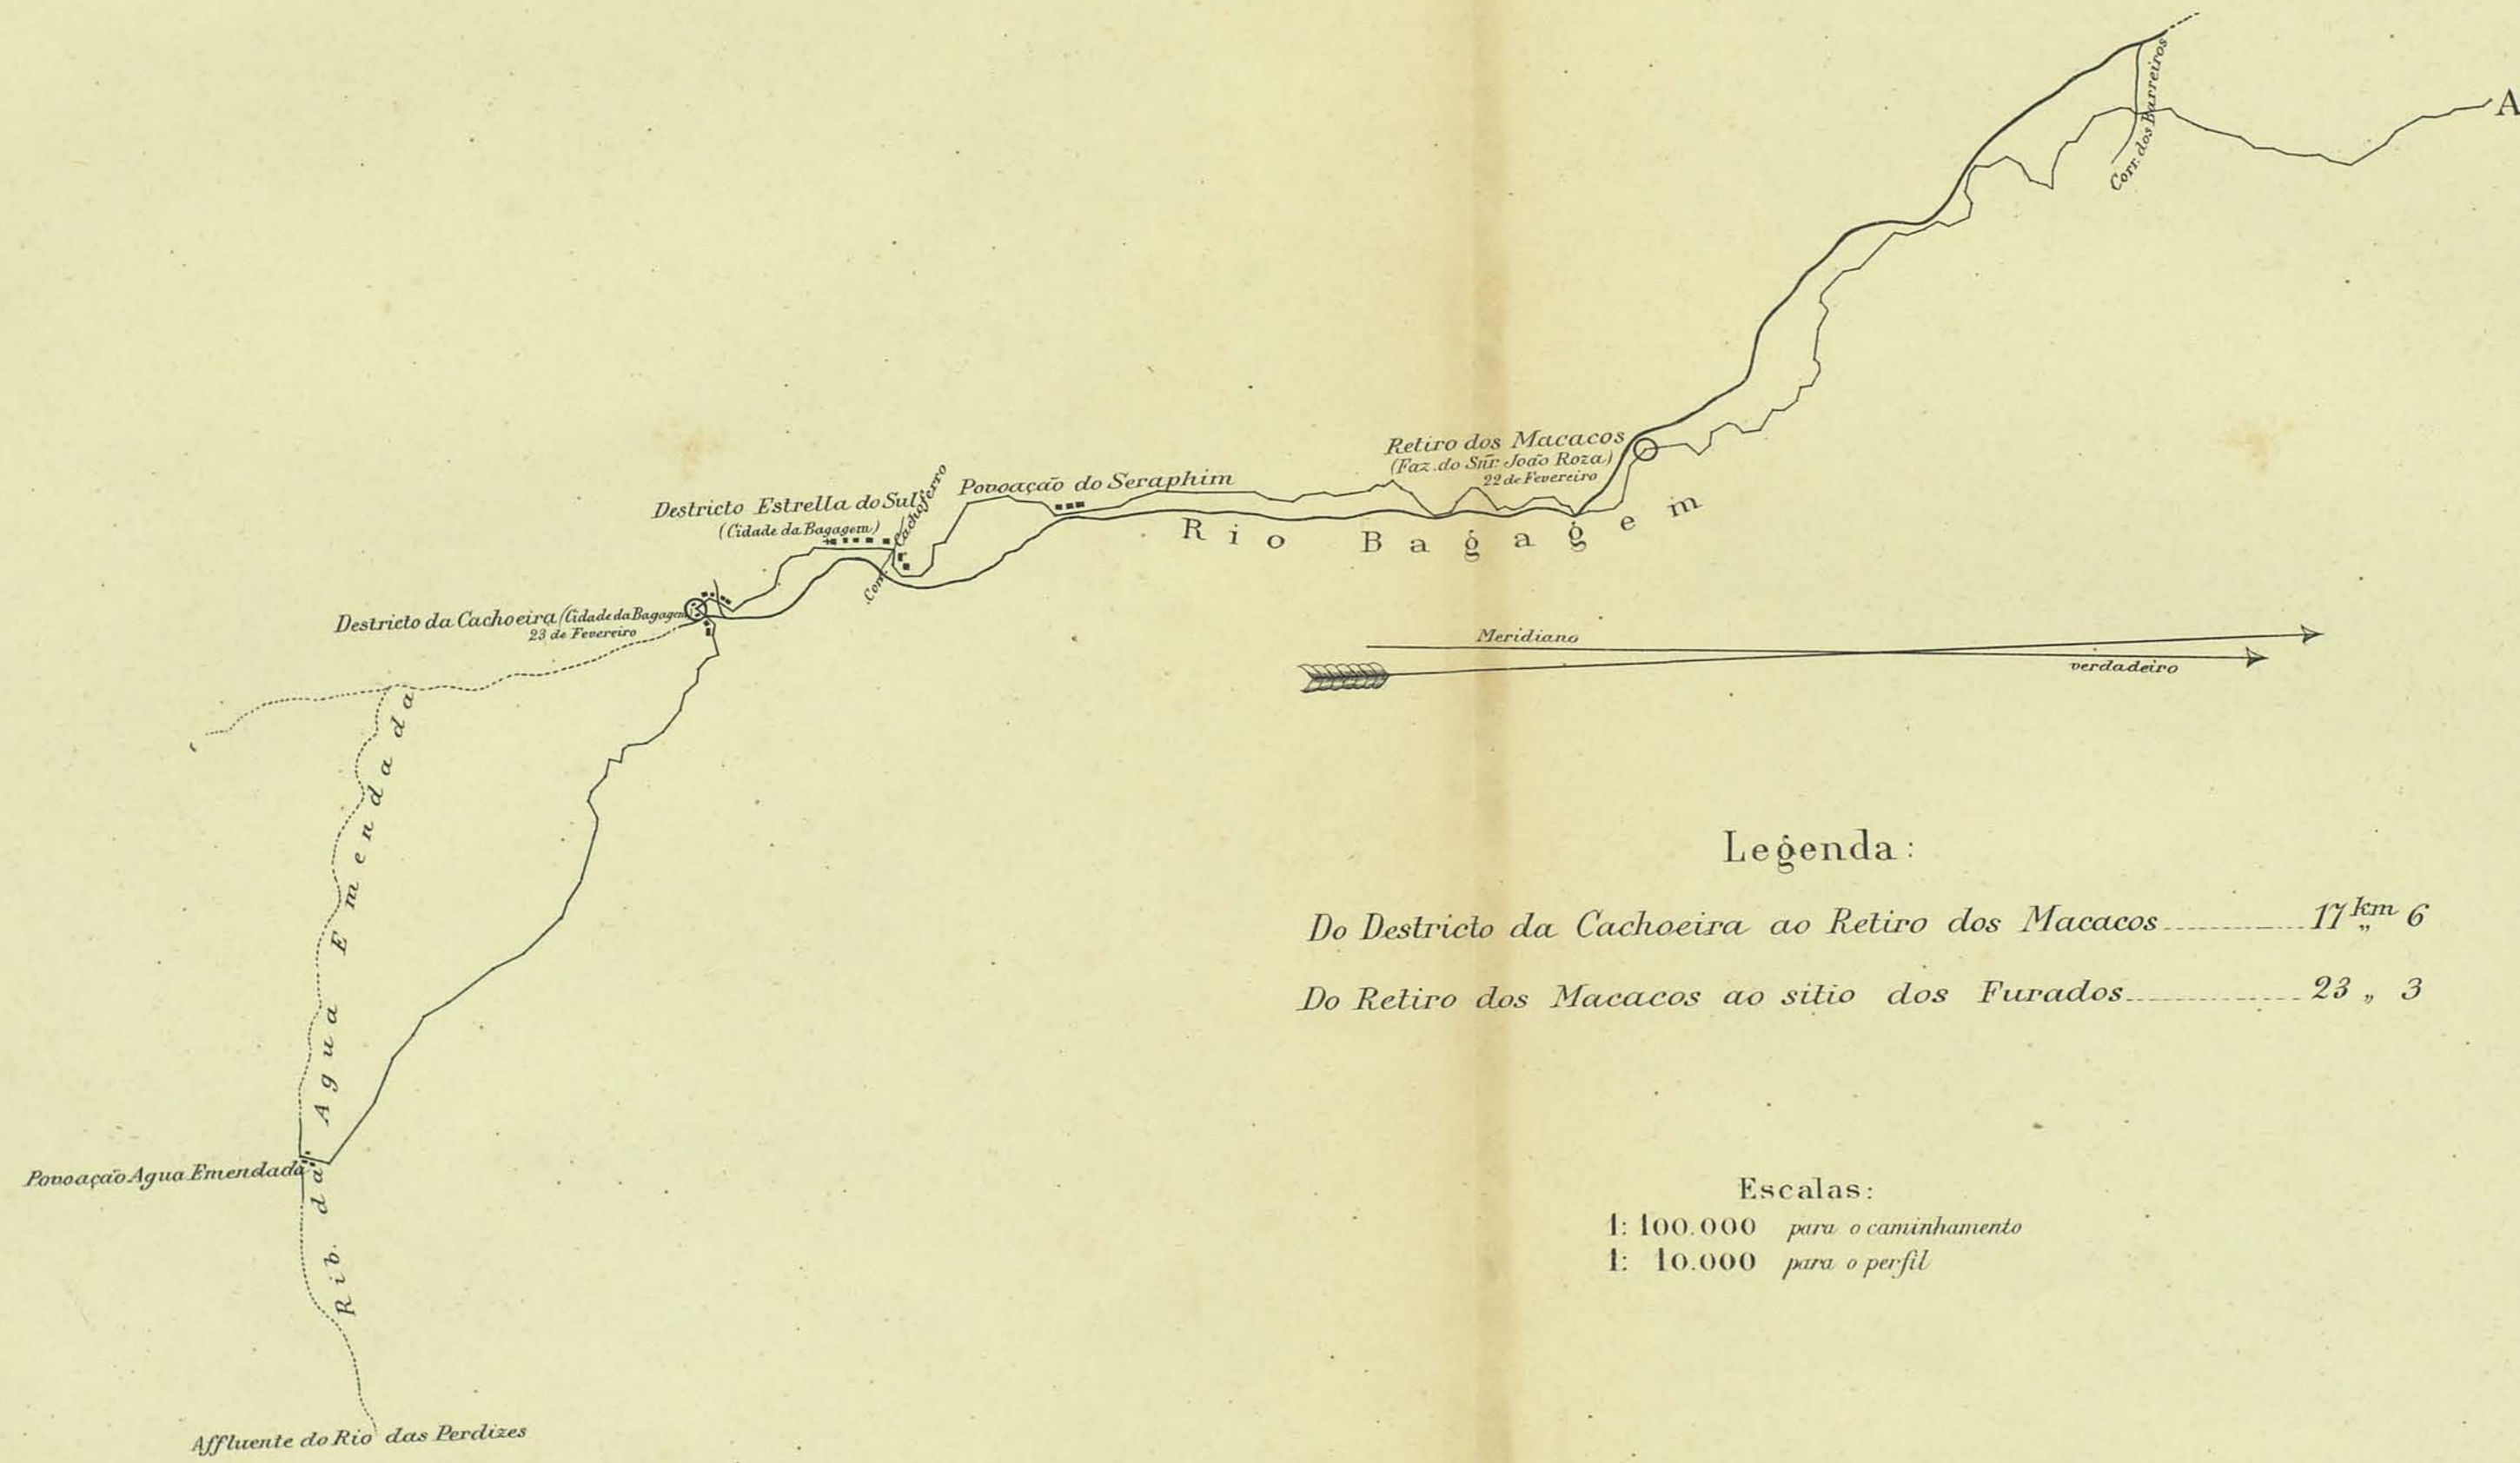 A
Corr. dos Barreiros
Retiro dos Macacos
(Faz. do Snr. João Roza)
22 de Fevereiro
Povoação do Seraphim
Destricto Estrella do Sul
(Cidade da Bagagem)
Cachoferro
Rio Bagagem
Destricto da Cachoeira (Cidade da Bagagem)
23 de Fevereiro
Meridiano
verdadeiro
Legenda:
Do Destricto da Cachoeira ao Retiro dos Macacos 17 km 6
Do Retiro dos Macacos ao sitio dos Furados 23 „ 3
Rib. da Agua Emendada
Povoação Agua Emendada
Escalas:
1: 100.000 para o caminhamento
1: 10.000 para o perfil
Affluente do Rio das Perdizes